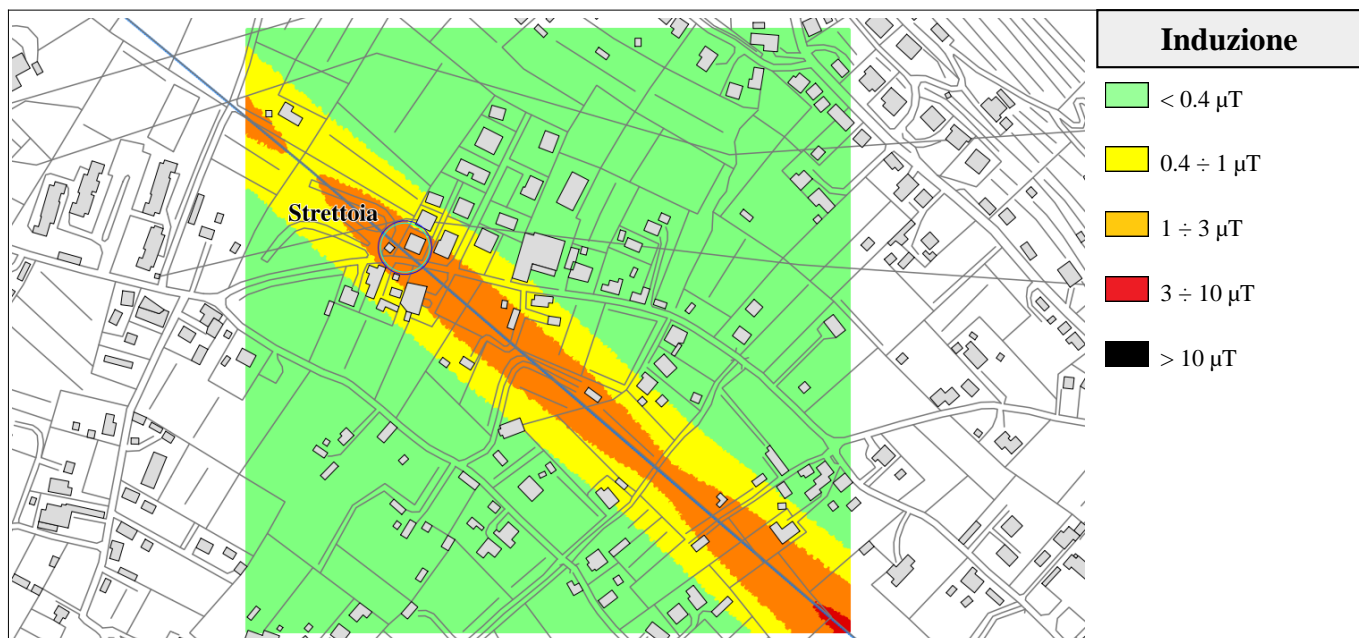 Induzione
< 0.4 µT
0.4 ÷ 1 µT
Strettoia
1 ÷ 3 µT
3 ÷ 10 µT
> 10 µT